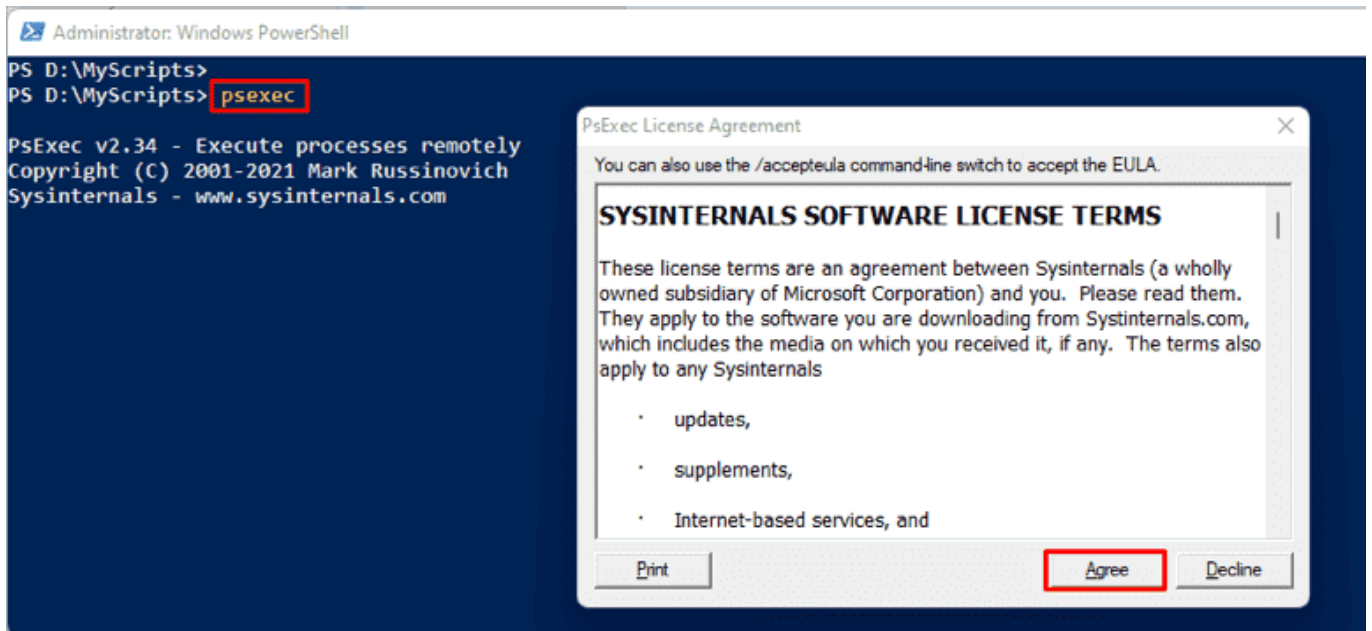 Administrator: Windows PowerShell
PS D:\MyScripts>
PS D:\MyScripts> psexec
PsExec v2.34 - Execute processes remotely
Copyright (C) 2001-2021 Mark Russinovich
Sysinternals - www.sysinternals.com
PsExec License Agreement
You can also use the /accepteula command-line switch to accept the EULA.
SYSINTERNALS SOFTWARE LICENSE TERMS
These license terms are an agreement between Sysinternals (a wholly
owned subsidiary of Microsoft Corporation) and you.  Please read them.
They apply to the software you are downloading from Systinternals.com,
which includes the media on which you received it, if any.  The terms also
apply to any Sysinternals
· updates,
· supplements,
· Internet-based services, and
Print
Agree
Decline